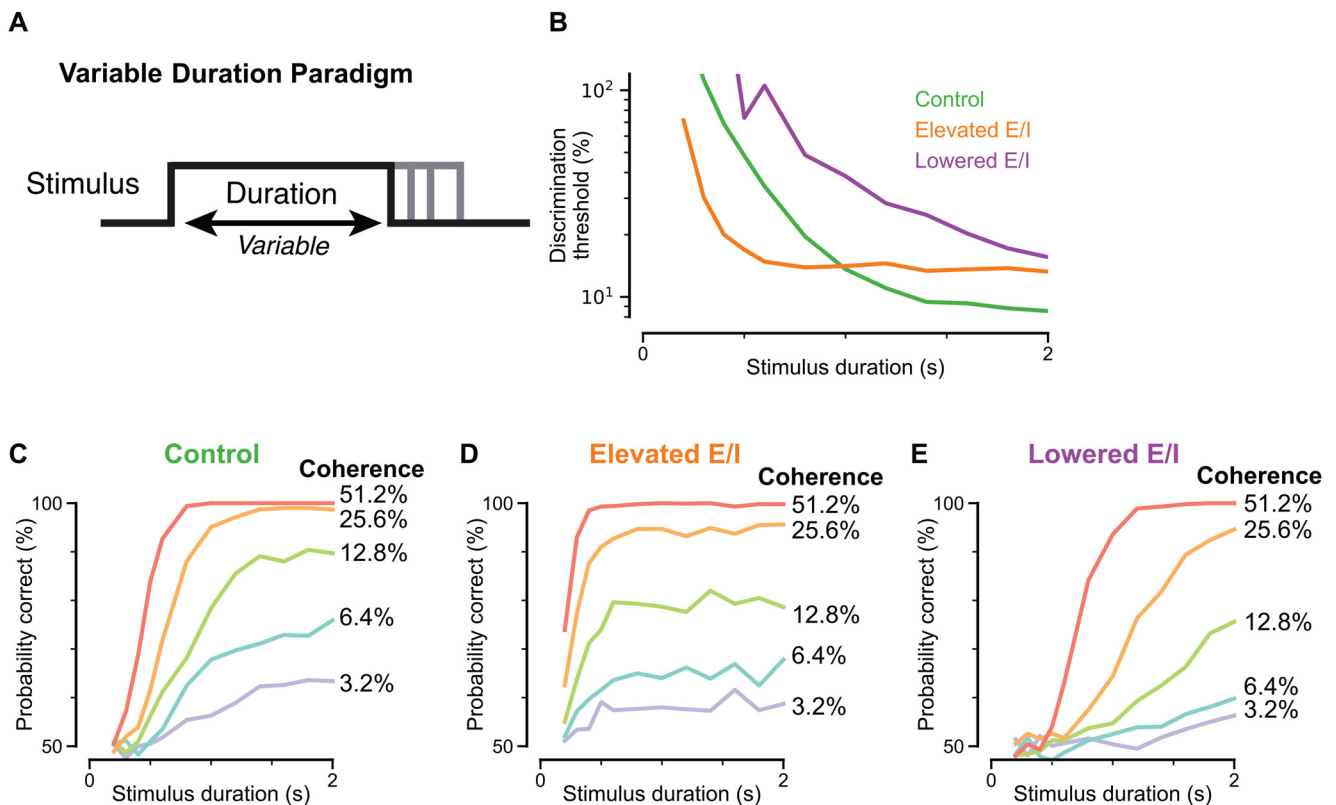 A
Variable Duration Paradigm
Stimulus
Duration
Variable
B
Discrimination
threshold (%)
10²
10¹
Control
Elevated E/I
Lowered E/I
0
2
Stimulus duration (s)
C
Control
Coherence
Probability correct (%)
100
50
51.2%
25.6%
12.8%
6.4%
3.2%
0
2
Stimulus duration (s)
D
Elevated E/I
Coherence
Probability correct (%)
100
50
51.2%
25.6%
12.8%
6.4%
3.2%
0
2
Stimulus duration (s)
E
Lowered E/I
Coherence
Probability correct (%)
100
50
51.2%
25.6%
12.8%
6.4%
3.2%
0
2
Stimulus duration (s)